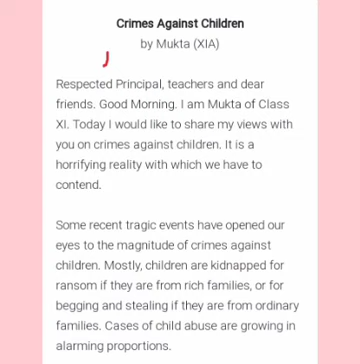 Crimes Against Children
by Mukta (XIA)
Respected Principal, teachers and dear
friends. Good Morning. I am Mukta of Class
XI. Today I would like to share my views with
you on crimes against children. It is a
horrifying reality with which we have to
contend.
Some recent tragic events have opened our
eyes to the magnitude of crimes against
children. Mostly, children are kidnapped for
ransom if they are from rich families, or for
begging and stealing if they are from ordinary
families. Cases of child abuse are growing in
alarming proportions.